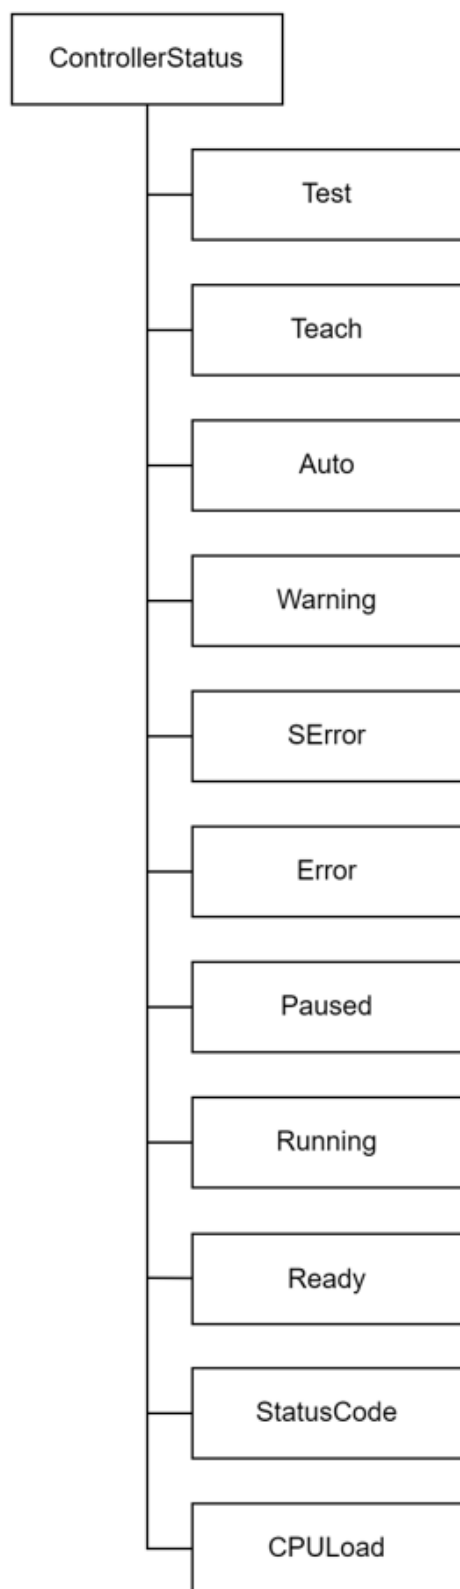 ControllerStatus
Test
Teach
Auto
Warning
SError
Error
Paused
Running
Ready
StatusCode
CPULoad